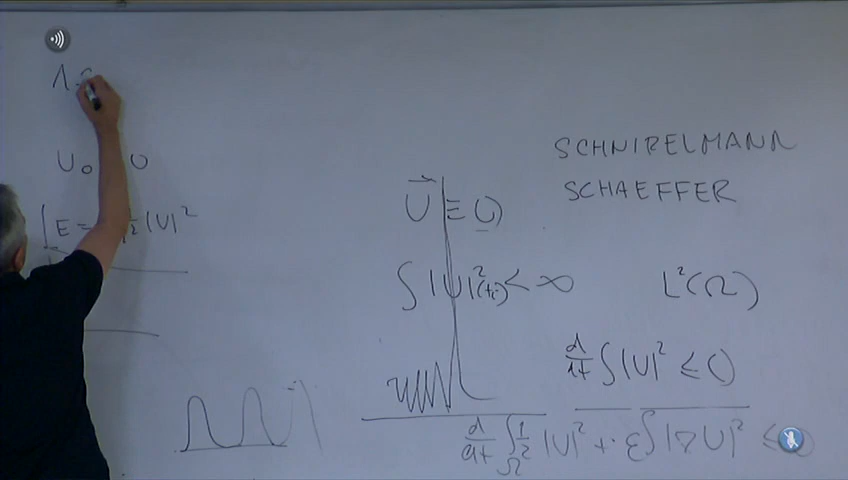 U₀ 0
E = ½ |U|²
SCHNIRELMANN
SCHAEFFER
U⃗ ≡ 0
∫ |U|²(t) < ∞ L²(Ω)
d/dt ∫ |U|² ≤ 0
d/dt ∫_Ω ½ |U|² + ε ∫ |∇U|² ≤